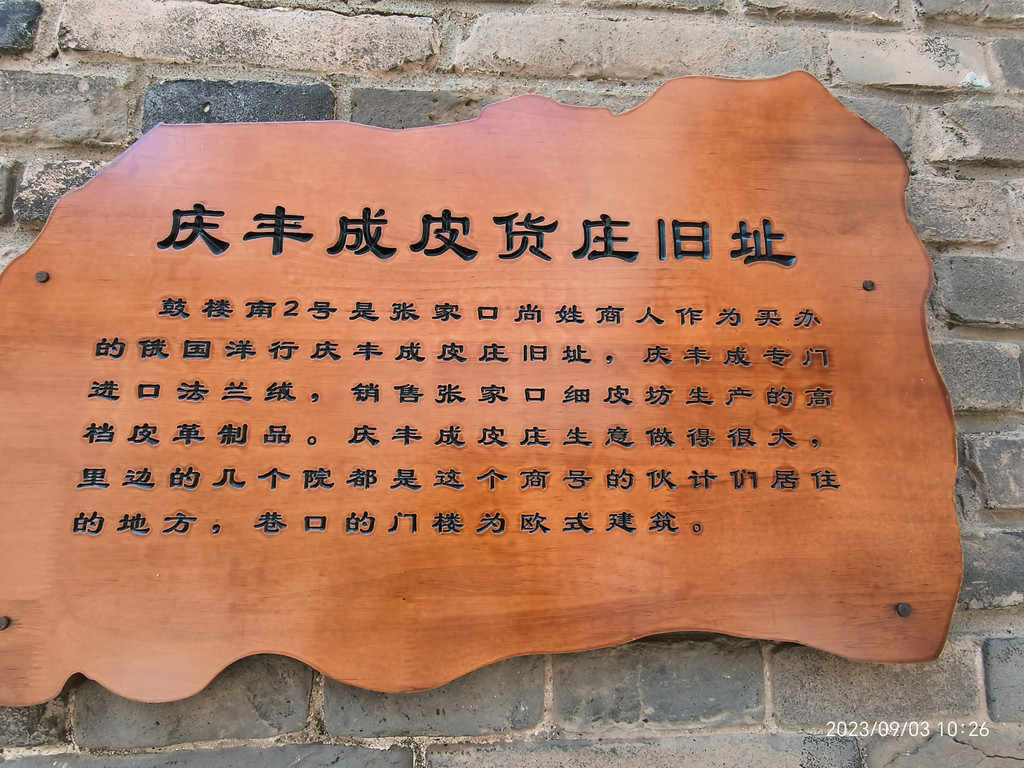 庆丰成皮货庄旧址
鼓楼南2号是张家口尚姓商人作为买办
的俄国洋行庆丰成皮庄旧址，庆丰成专门
进口法兰绒，销售张家口细皮坊生产的高
档皮革制品。庆丰成皮庄生意做得很大，
里边的几个院都是这个商号的伙计们居住
的地方，巷口的门楼为欧式建筑。
2023/09/03 10:26